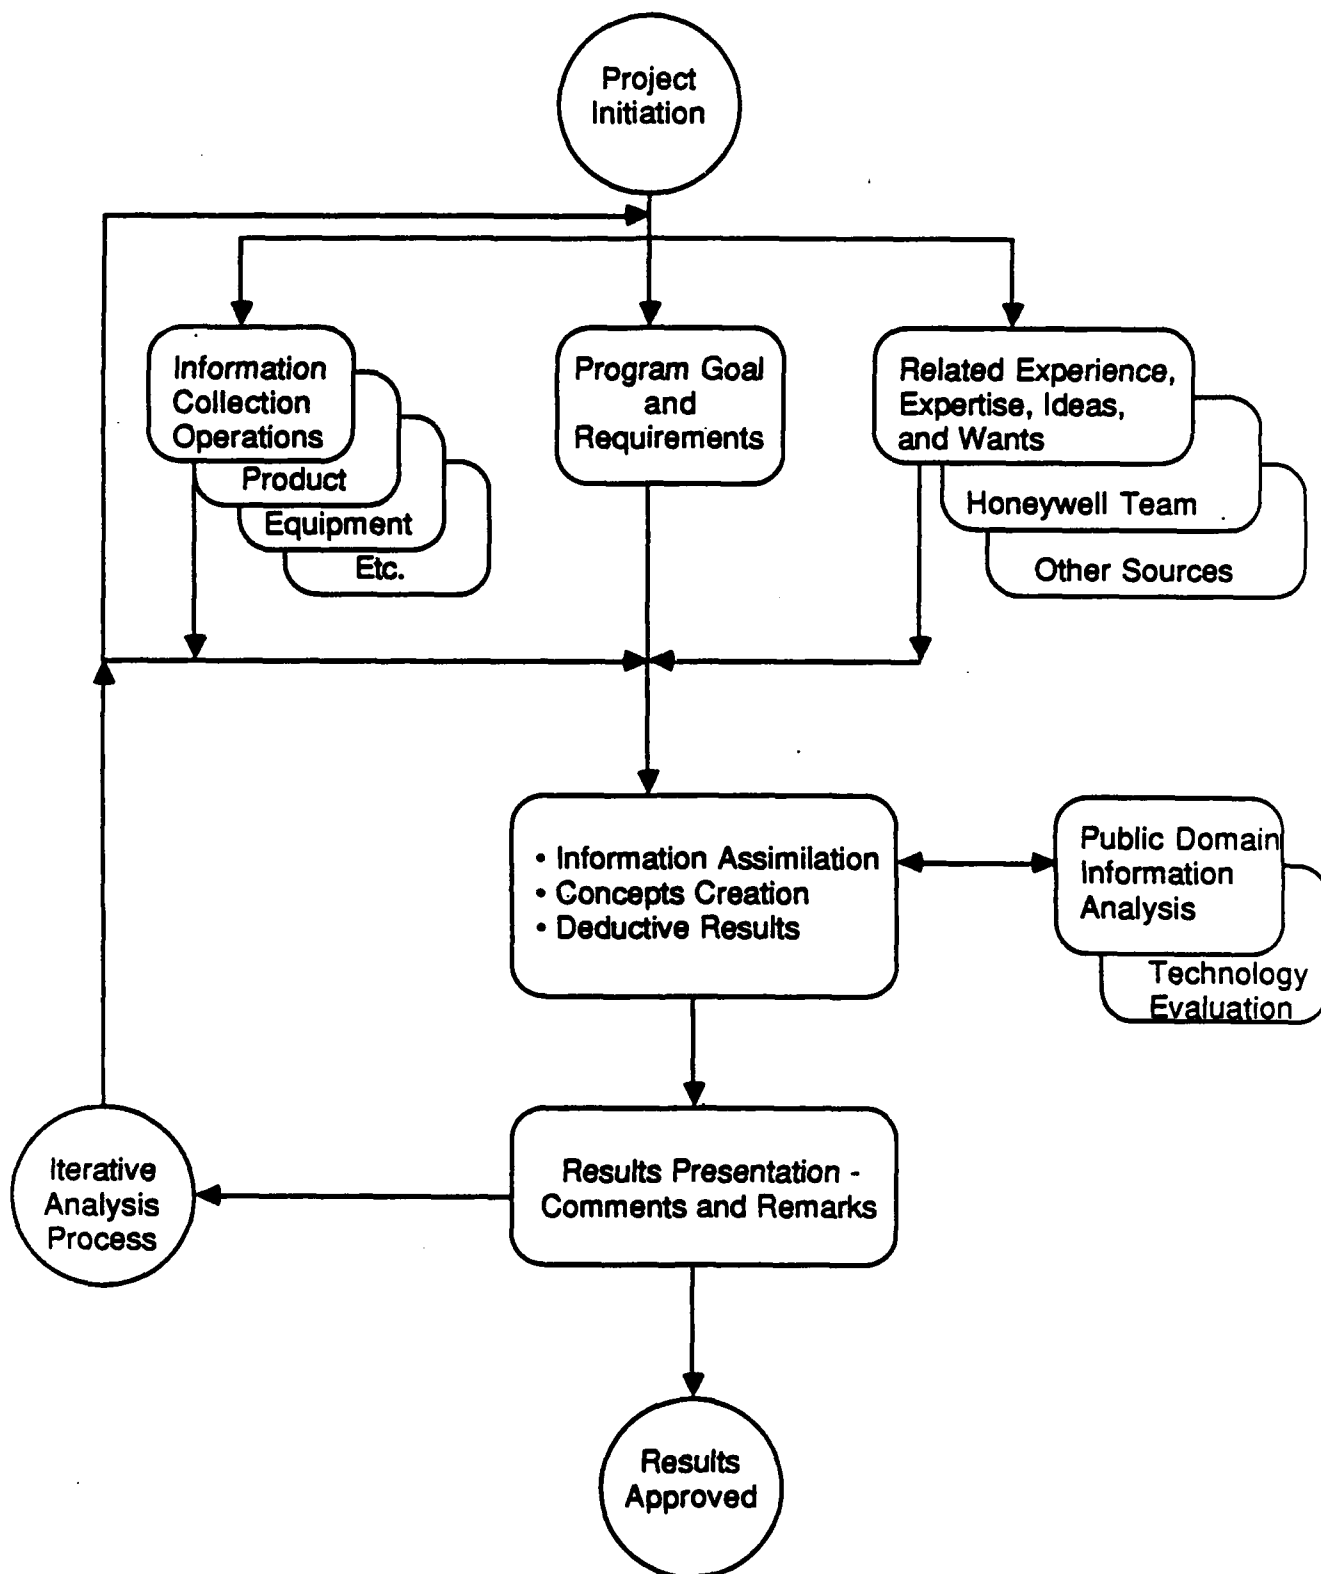 Project
Initiation
Information
Collection
Operations
Product
Equipment
Etc.
Program Goal
and
Requirements
Related Experience,
Expertise, Ideas,
and Wants
Honeywell Team
Other Sources
• Information Assimilation
• Concepts Creation
• Deductive Results
Public Domain
Information
Analysis
Technology
Evaluation
Iterative
Analysis
Process
Results Presentation -
Comments and Remarks
Results
Approved